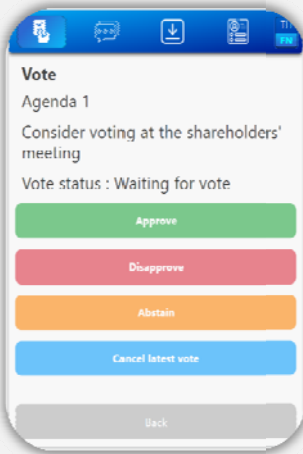 TH
EN
Vote
Agenda 1
Consider voting at the shareholders'
meeting
Vote status : Waiting for vote
Approve
Disapprove
Abstain
Cancel latest vote
Back